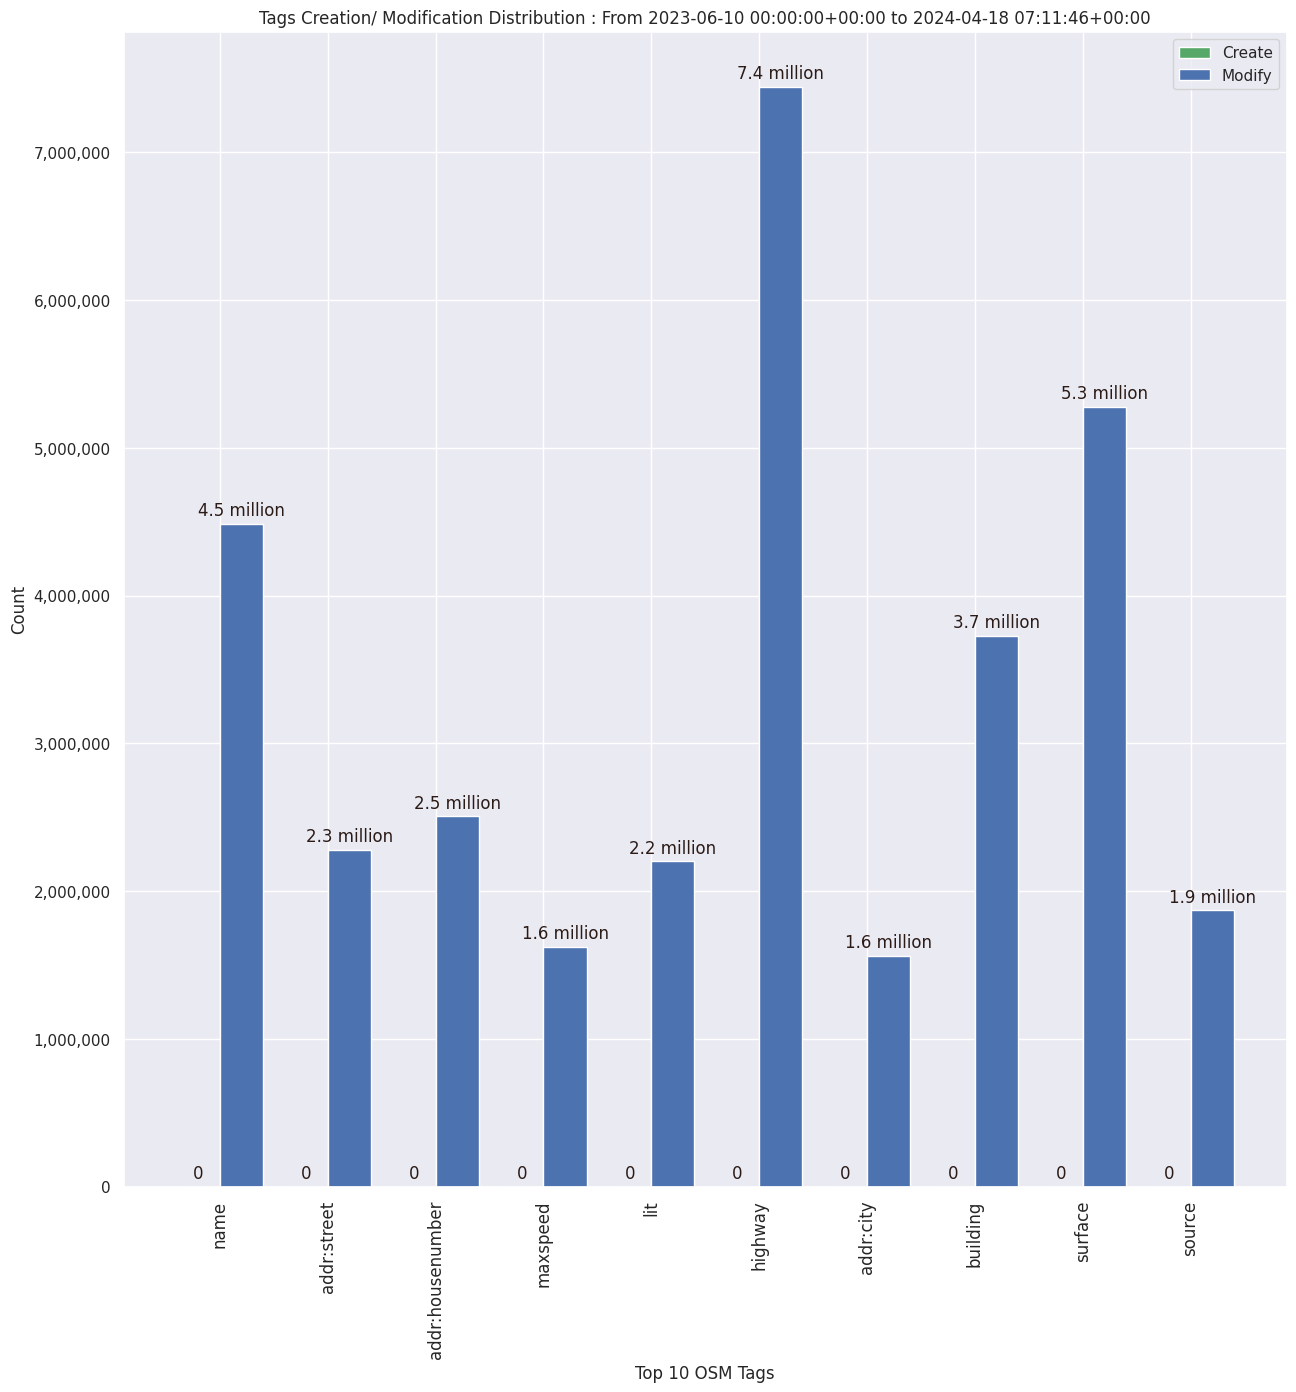 Tags Creation/ Modification Distribution : From 2023-06-10 00:00:00+00:00 to 2024-04-18 07:11:46+00:00
Create
Modify
7.4 million
7,000,000
6,000,000
5.3 million
5,000,000
4.5 million
4,000,000
3.7 million
3,000,000
2.5 million
2.3 million
2.2 million
2,000,000
1.9 million
1.6 million
1.6 million
1,000,000
0 0 0 0 0 0 0 0 0 0
0
Count
name
addr:street
addr:housenumber
maxspeed
lit
highway
addr:city
building
surface
source
Top 10 OSM Tags